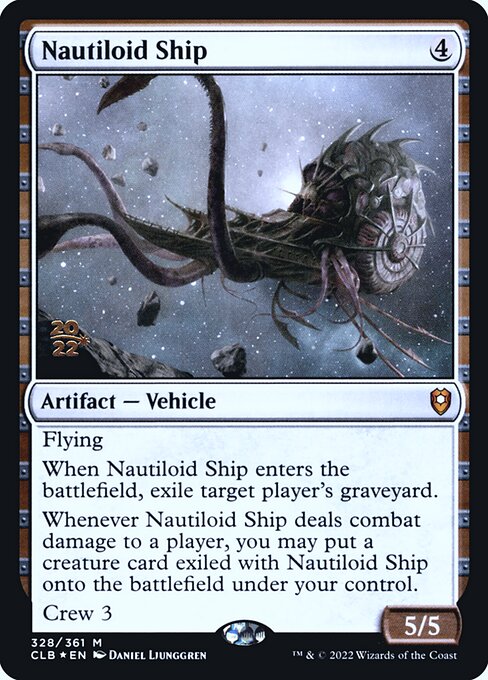 Nautiloid Ship 4
20
22
Artifact — Vehicle
Flying
When Nautiloid Ship enters the
battlefield, exile target player's graveyard.
Whenever Nautiloid Ship deals combat
damage to a player, you may put a
creature card exiled with Nautiloid Ship
onto the battlefield under your control.
Crew 3
5/5
328/361 M
CLB ★ EN Daniel Ljunggren
™ & © 2022 Wizards of the Coast